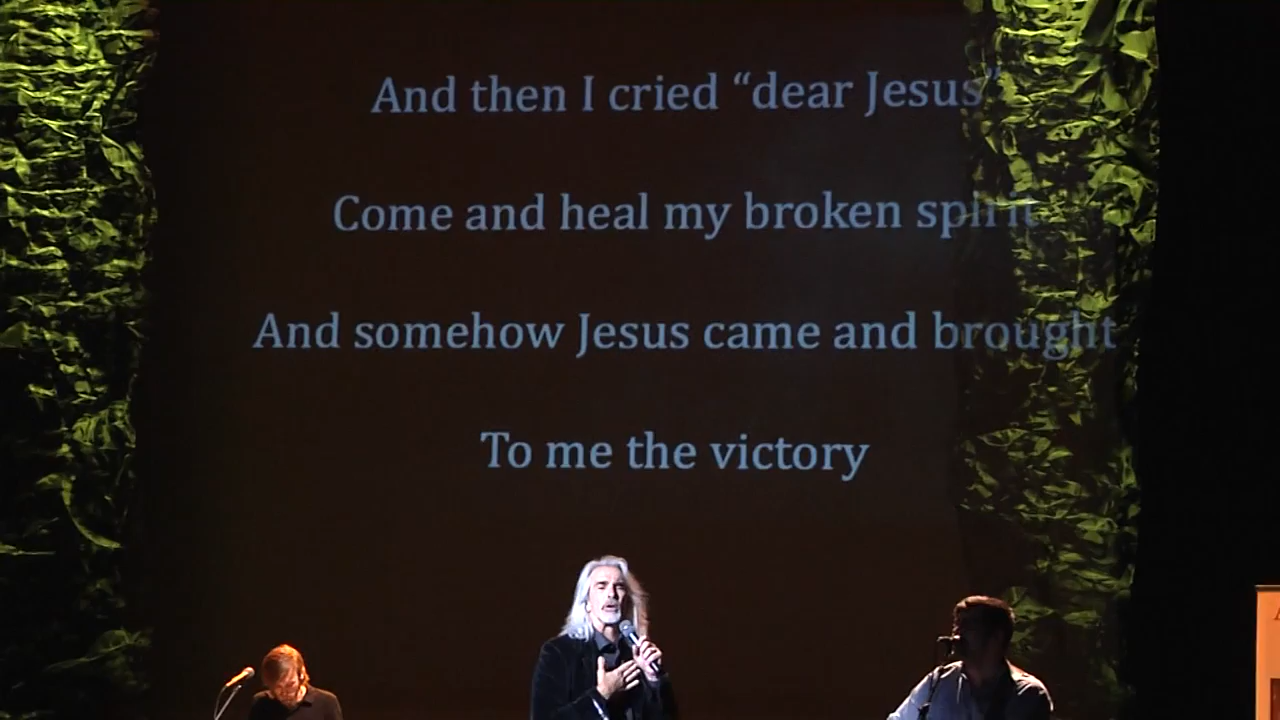 And then I cried “dear Jesus”
Come and heal my broken spirit
And somehow Jesus came and brought
To me the victory